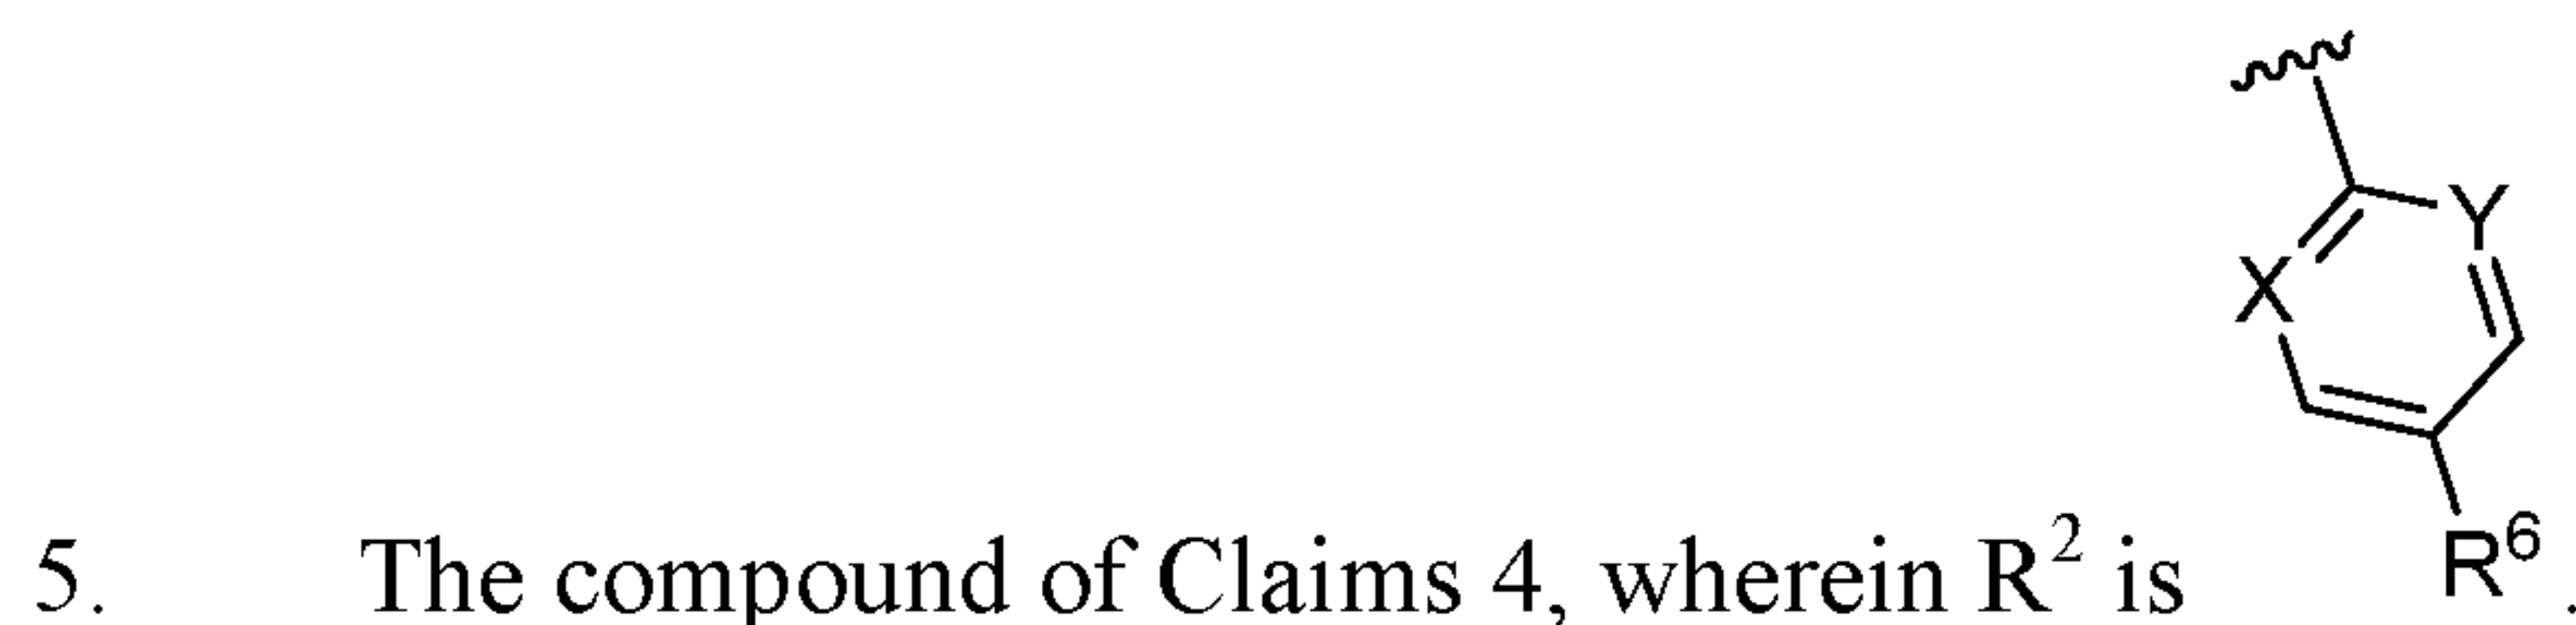 Y
X
5. The compound of Claims 4, wherein R² is R⁶ .